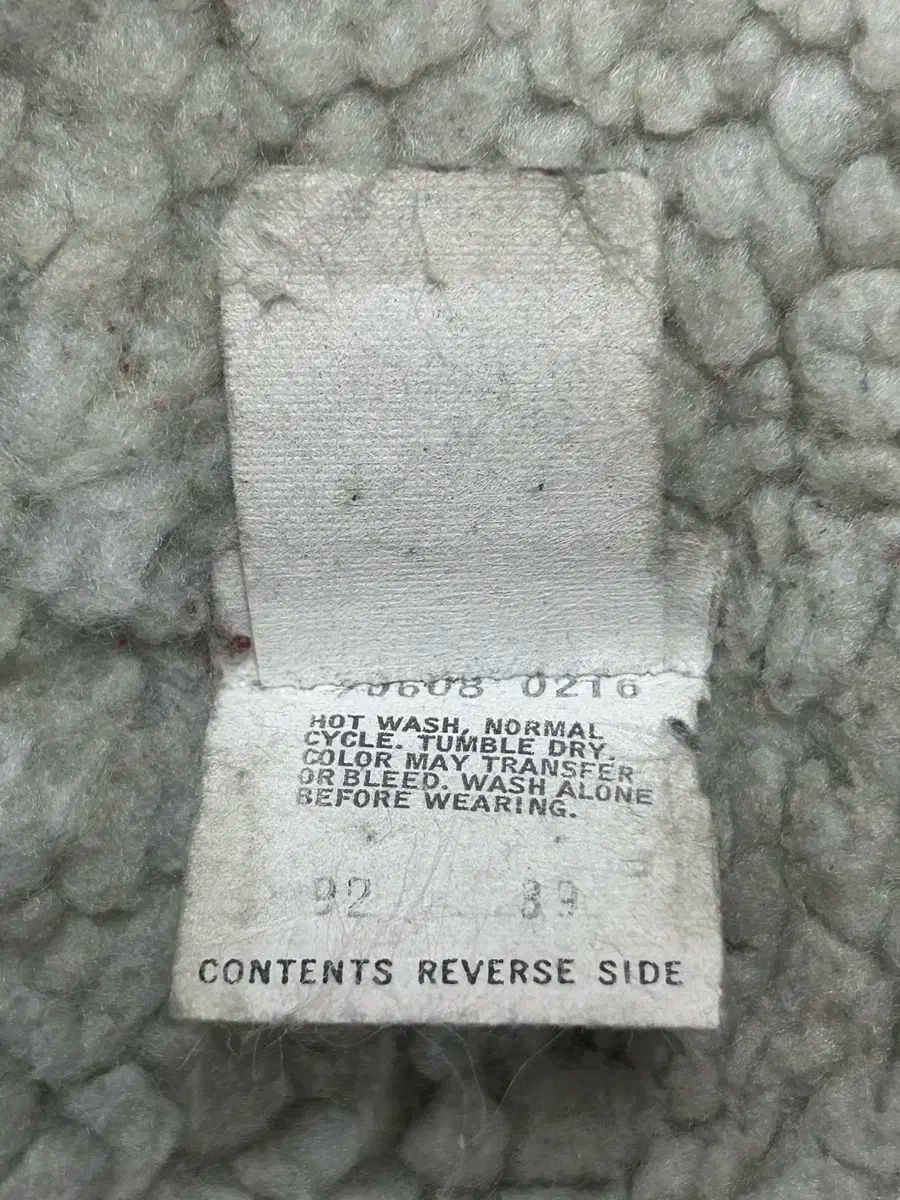 70608 0216
HOT WASH, NORMAL
CYCLE. TUMBLE DRY.
COLOR MAY TRANSFER
OR BLEED. WASH ALONE
BEFORE WEARING.
92 89
CONTENTS REVERSE SIDE